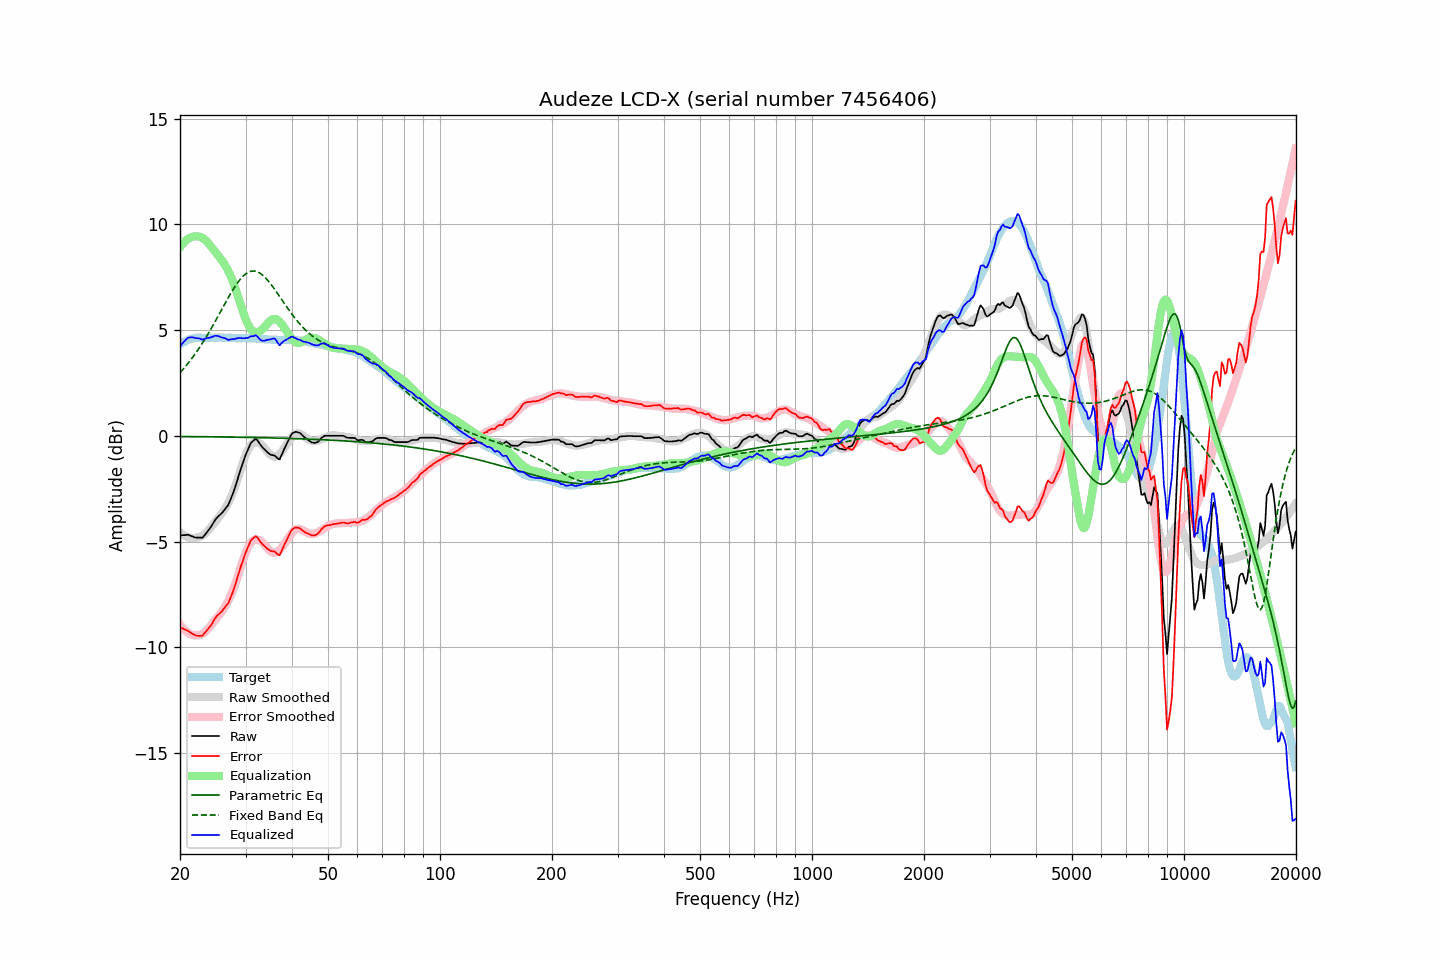 Audeze LCD-X (serial number 7456406)
15
10
5
0
−5
−10
−15
Amplitude (dBr)
Target
Raw Smoothed
Error Smoothed
Raw
Error
Equalization
Parametric Eq
Fixed Band Eq
Equalized
20 50 100 200 500 1000 2000 5000 10000 20000
Frequency (Hz)